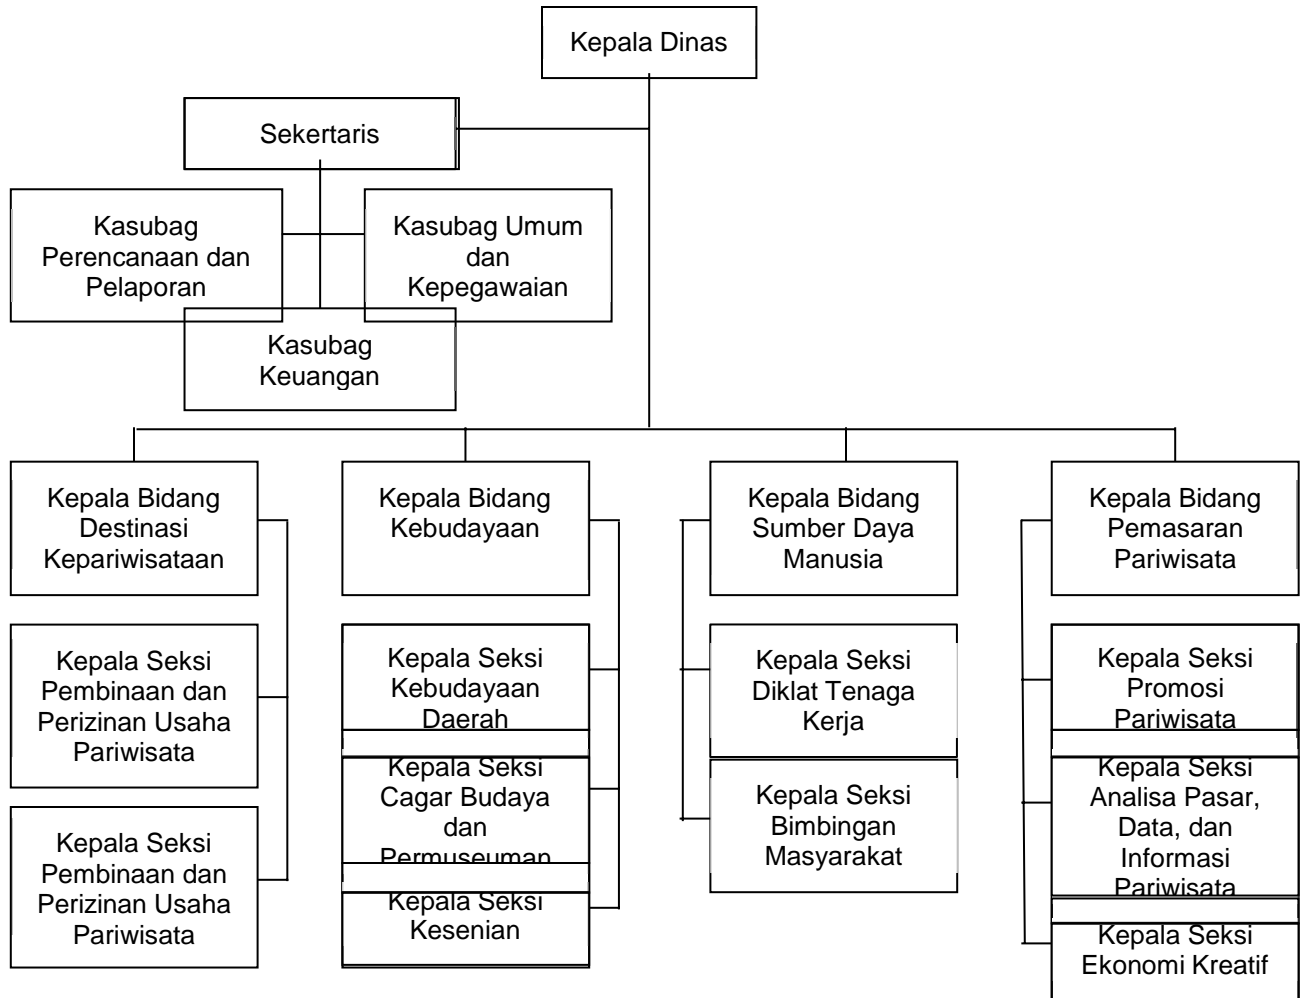 Kepala Dinas
Sekertaris
Kasubag
Perencanaan dan
Pelaporan
Kasubag Umum
dan
Kepegawaian
Kasubag
Keuangan
Kepala Bidang
Destinasi
Kepariwisataan
Kepala Bidang
Kebudayaan
Kepala Bidang
Sumber Daya
Manusia
Kepala Bidang
Pemasaran
Pariwisata
Kepala Seksi
Pembinaan dan
Perizinan Usaha
Pariwisata
Kepala Seksi
Pembinaan dan
Perizinan Usaha
Pariwisata
Kepala Seksi
Kebudayaan
Daerah
Kepala Seksi
Cagar Budaya
dan
Permuseuman
Kepala Seksi
Kesenian
Kepala Seksi
Diklat Tenaga
Kerja
Kepala Seksi
Bimbingan
Masyarakat
Kepala Seksi
Promosi
Pariwisata
Kepala Seksi
Analisa Pasar,
Data, dan
Informasi
Pariwisata
Kepala Seksi
Ekonomi Kreatif